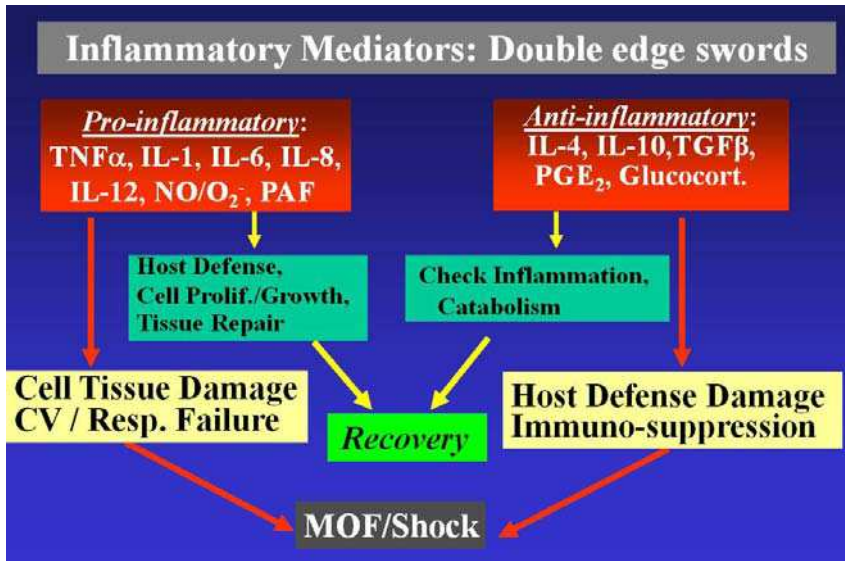 Inflammatory Mediators: Double edge swords
Pro-inflammatory:
TNFα, IL-1, IL-6, IL-8,
IL-12, NO/O₂⁻, PAF
Anti-inflammatory:
IL-4, IL-10,TGFβ,
PGE₂, Glucocort.
Host Defense,
Cell Prolif./Growth,
Tissue Repair
Check Inflammation,
Catabolism
Cell Tissue Damage
CV / Resp. Failure
Recovery
Host Defense Damage
Immuno-suppression
MOF/Shock